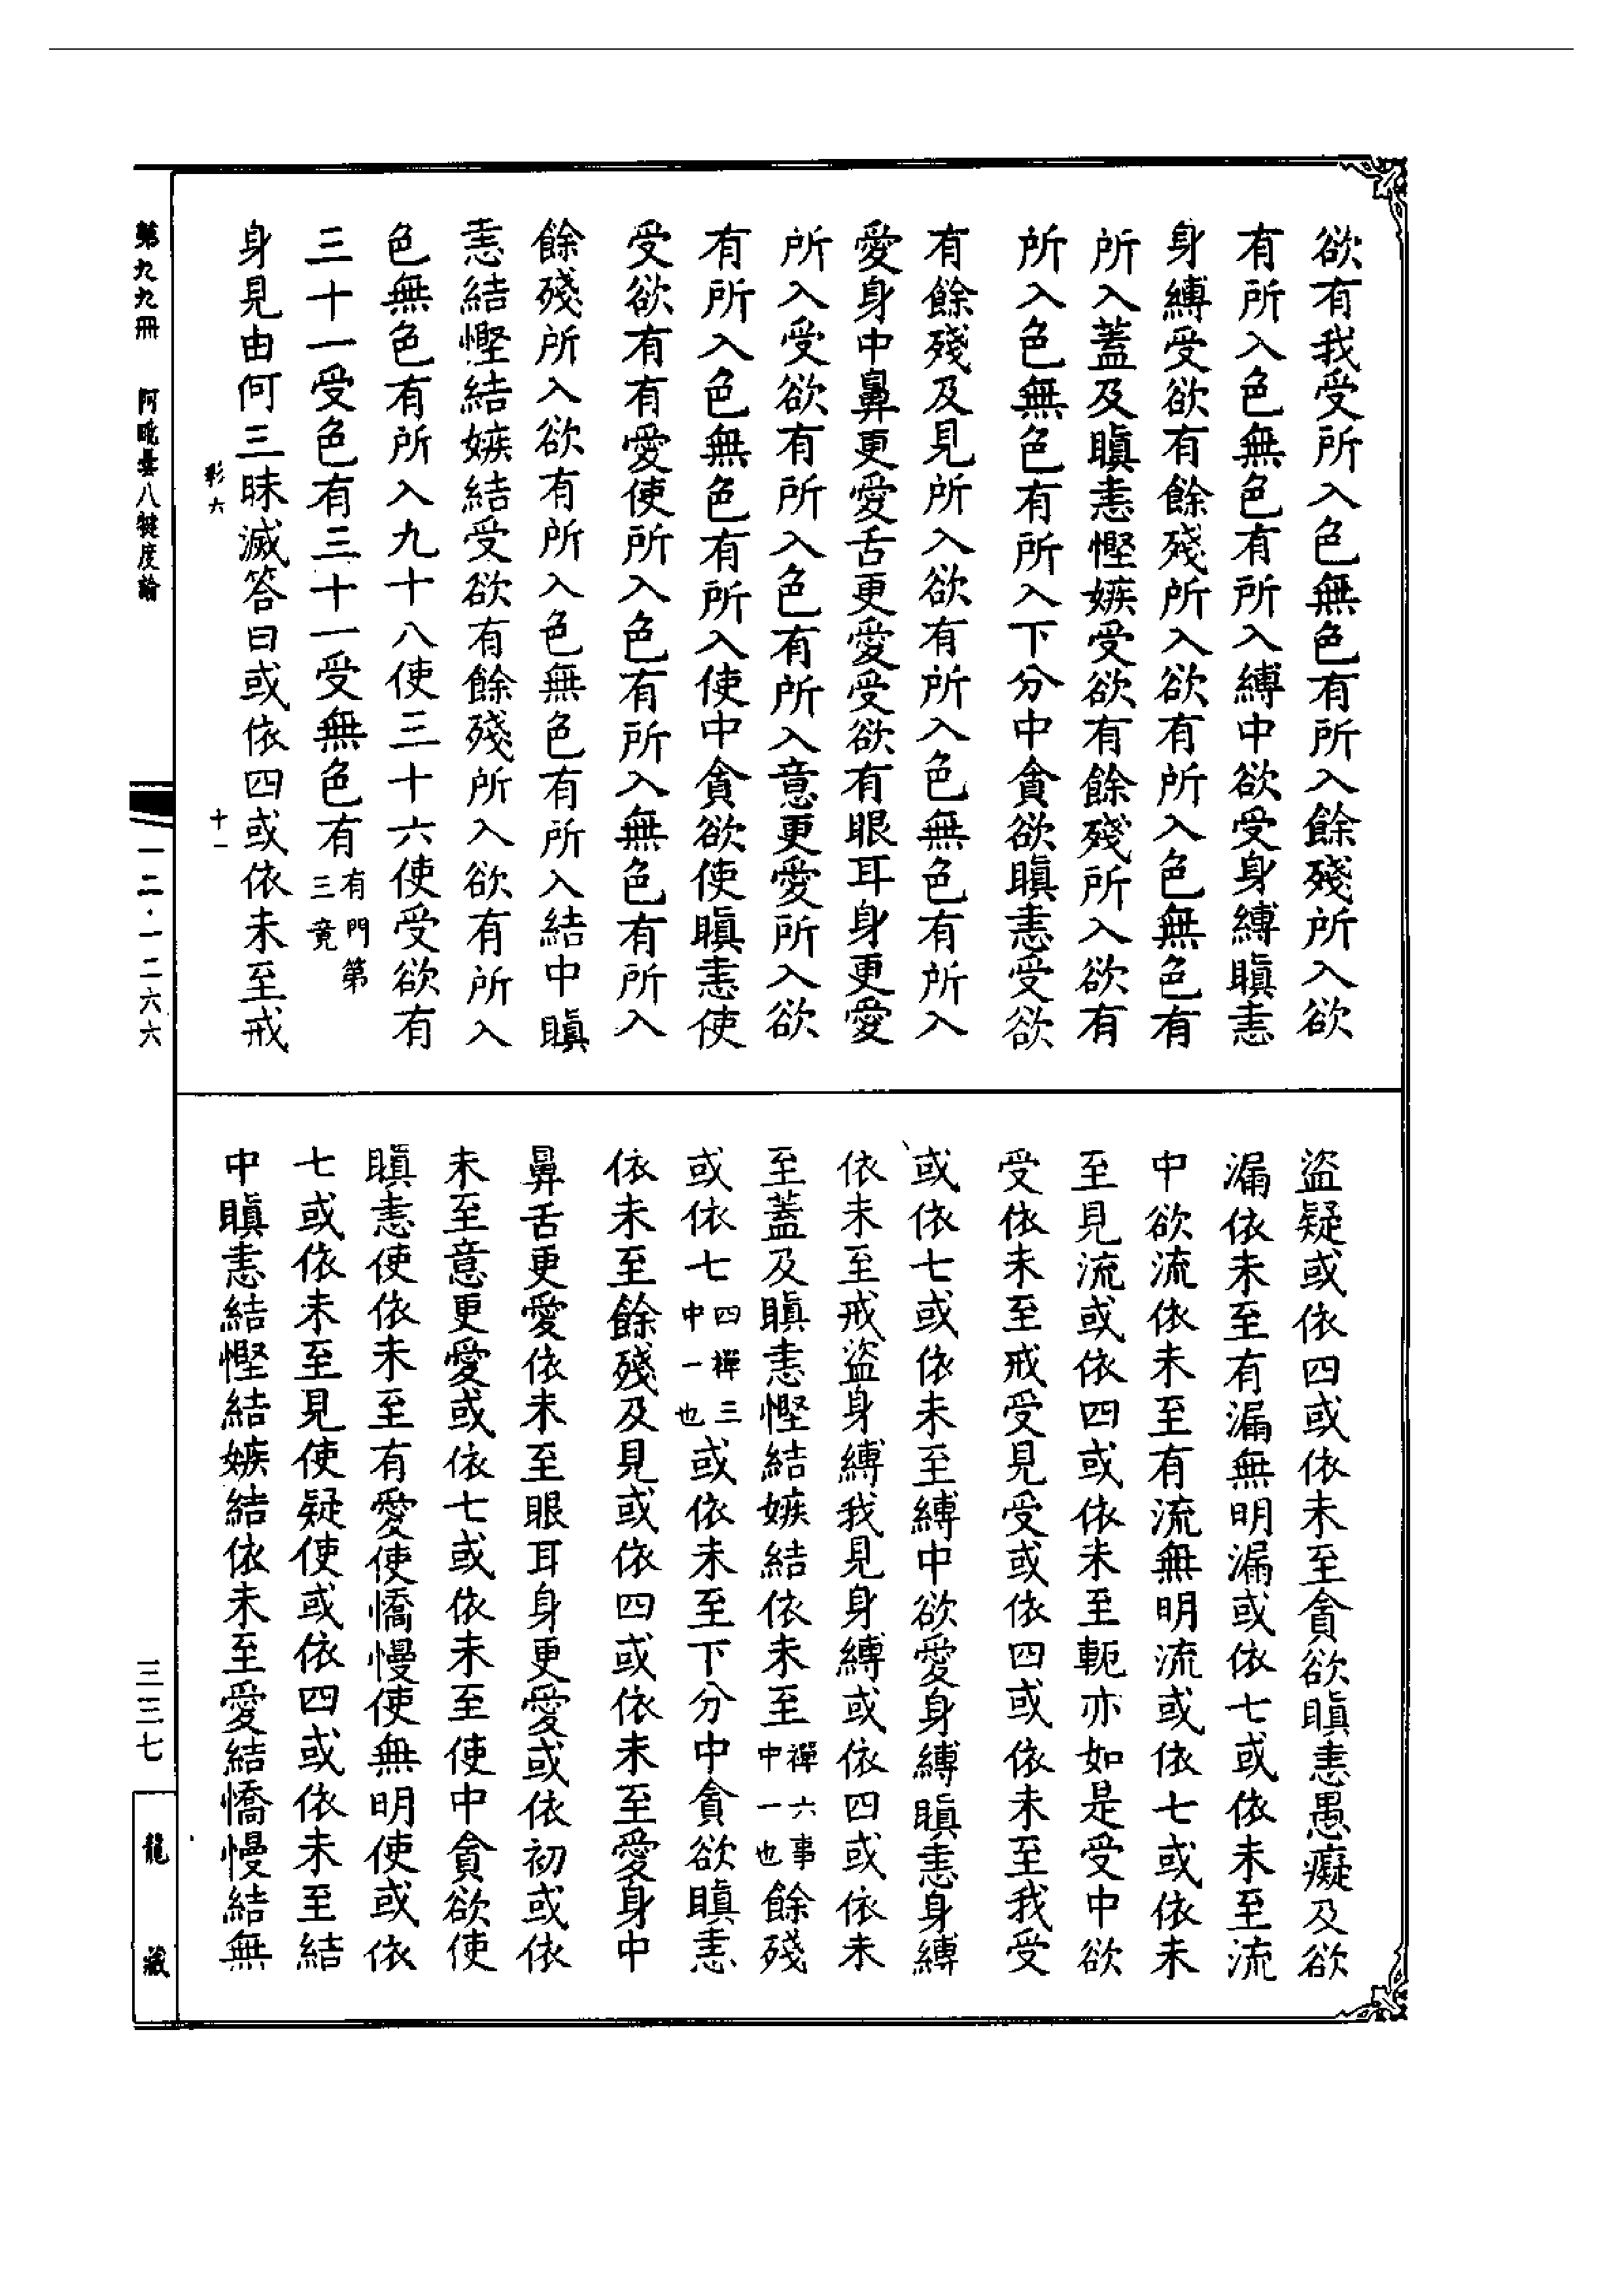 欲有我受所入色無色有所入餘殘所入欲
有所入色無色有所入縛中欲受身縛瞋恚
身縛受欲有餘殘所入欲有所入色無色有
所入蓋及瞋恚慳嫉受欲有餘殘所入欲有
所入色無色有所入下分中貪欲瞋恚受欲
有餘殘及見所入欲有所入色無色有所入
愛身中鼻更愛舌更愛受欲有眼耳身更愛
所入受欲有所入色有所入意更愛所入欲
有所入色無色有所入使中貪欲使瞋恚使
受欲有有愛使所入色有所入無色有所入
餘殘所入欲有所入色無色有所入結中瞋
恚結慳結嫉結受欲有餘殘所入欲有所入
色無色有所入九十八使三十六使受欲有
三十一受色有三十一受無色有有門第三竟
身見由何三昧滅答曰或依四或依未至戒
彩六
十一
盜疑或依四或依未至貪欲瞋恚愚癡及欲
漏依未至有漏無明漏或依七或依未至流
中欲流依未至有流無明流或依七或依未
至見流或依四或依未至軛亦如是受中欲
受依未至戒受見受或依四或依未至我受
或依七或依未至縛中欲愛身縛瞋恚身縛
依未至戒盜身縛我見身縛或依四或依未
至蓋及瞋恚慳結嫉結依未至禪六事中一也餘殘
或依七四禪三中一也或依未至下分中貪欲瞋恚
依未至餘殘及見或依四或依未至愛身中
鼻舌更愛依未至眼耳身更愛或依初或依
未至意更愛或依七或依未至使中貪欲使
瞋恚使依未至有愛使憍慢使無明使或依
七或依未至見使疑使或依四或依未至結
中瞋恚結慳結嫉結依未至愛結憍慢結無
第九九冊
阿毗曇八犍度論
一二·一二六六
三三七
龍藏